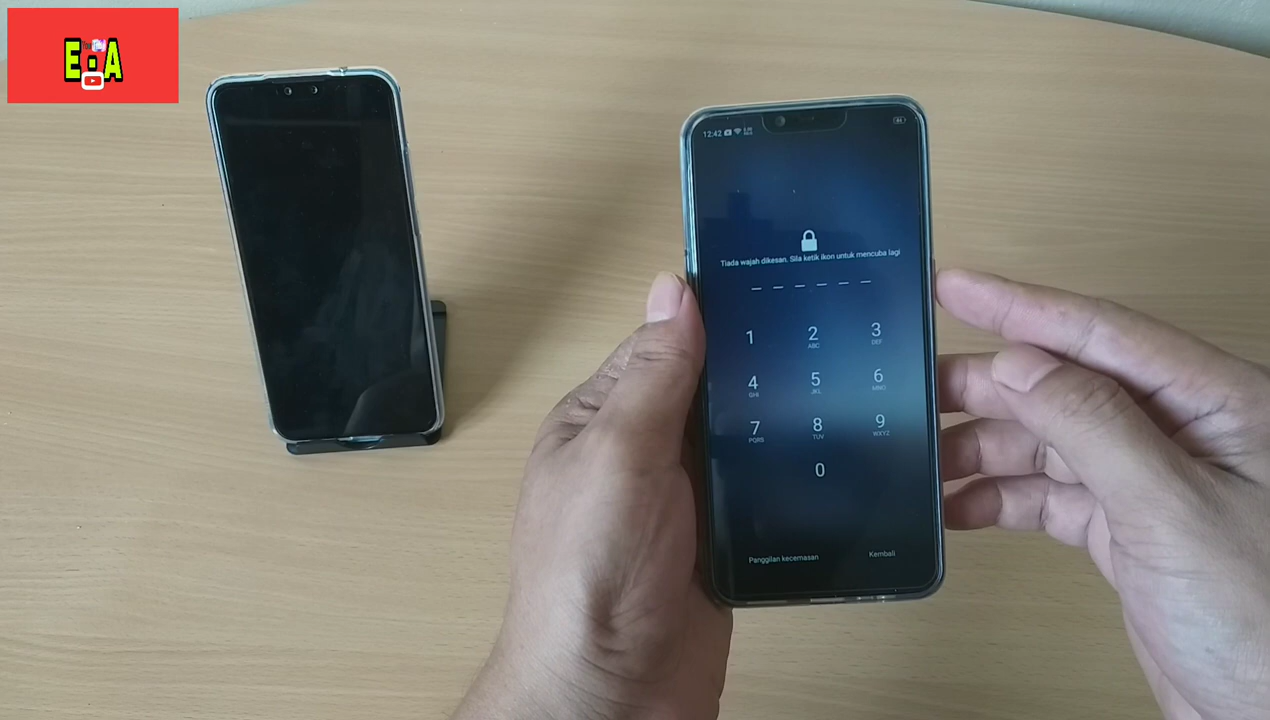 EOA
12:42
Tiada wajah dikesan. Sila ketik ikon untuk mencuba lagi
1
2
3
ABC
DEF
4
5
6
GHI
JKL
MNO
7
8
9
PQRS
TUV
WXYZ
0
Panggilan kecemasan
Kembali